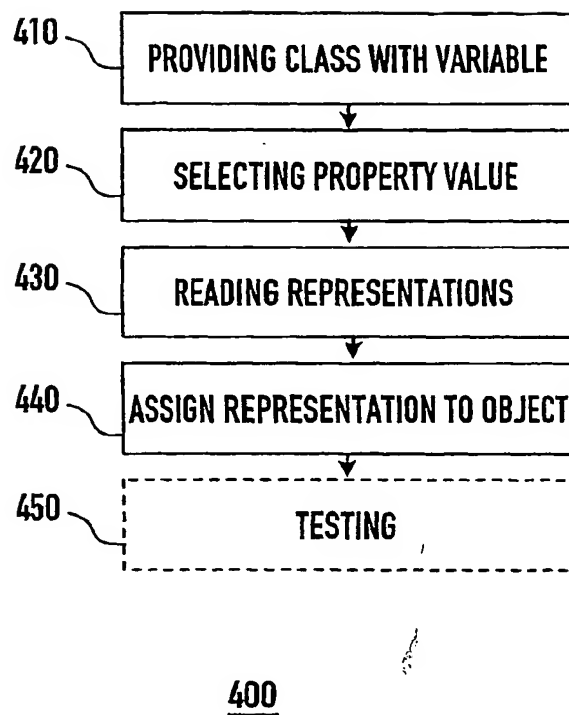 410 PROVIDING CLASS WITH VARIABLE
420 SELECTING PROPERTY VALUE
430 READING REPRESENTATIONS
440 ASSIGN REPRESENTATION TO OBJECT
450 TESTING
400